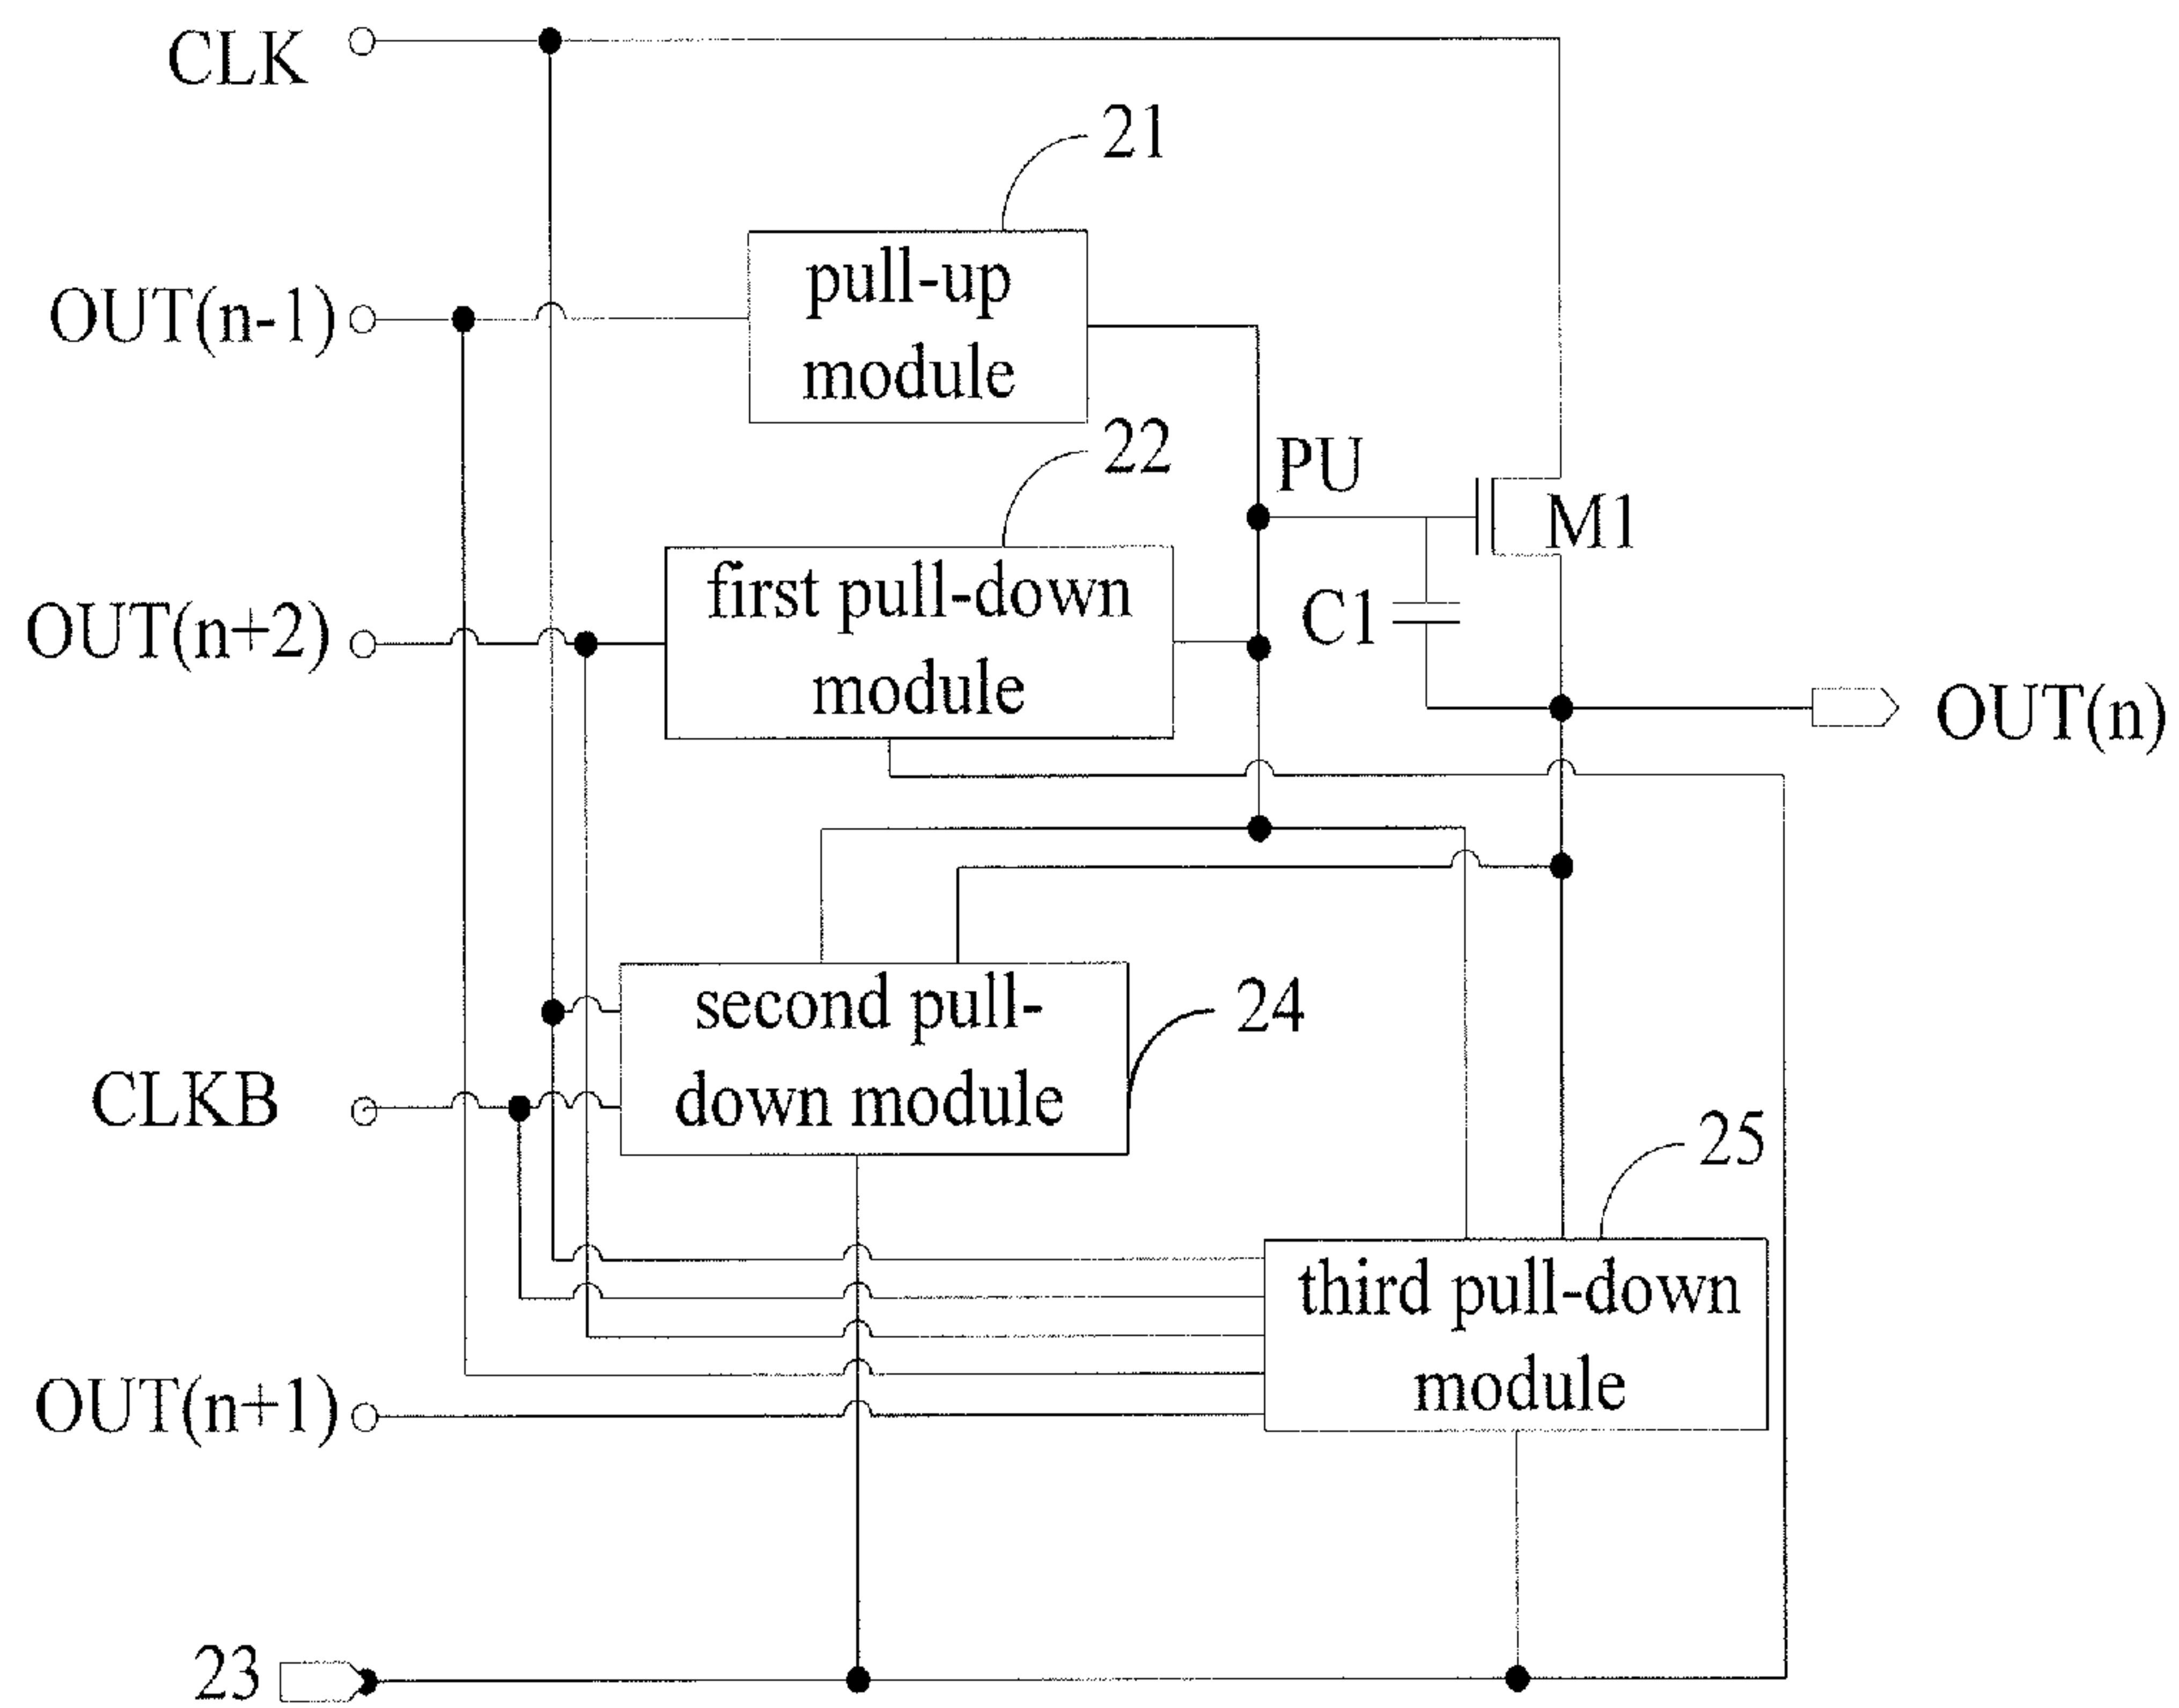 CLK
21
pull-up
module
OUT(n-1)
22
PU
M1
first pull-down
module
OUT(n+2)
C1
OUT(n)
second pull-
down module
24
CLKB
25
third pull-down
module
OUT(n+1)
23